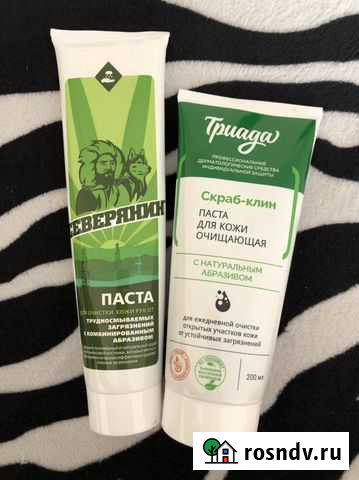 СЕВЕРЯНИН
ПАСТА
ДЛЯ ОЧИСТКИ КОЖИ РУК ОТ
ТРУДНОСМЫВАЕМЫХ
ЗАГРЯЗНЕНИЙ
С КОМБИНИРОВАННЫМ
АБРАЗИВОМ
Триада
ПРОФЕССИОНАЛЬНЫЕ
ДЕРМАТОЛОГИЧЕСКИЕ СРЕДСТВА
ИНДИВИДУАЛЬНОЙ ЗАЩИТЫ
Скраб-клин
ПАСТА
ДЛЯ КОЖИ
ОЧИЩАЮЩАЯ
С НАТУРАЛЬНЫМ
АБРАЗИВОМ
для ежедневной очистки
открытых участков кожи
от устойчивых загрязнений
200 мл
rosndv.ru